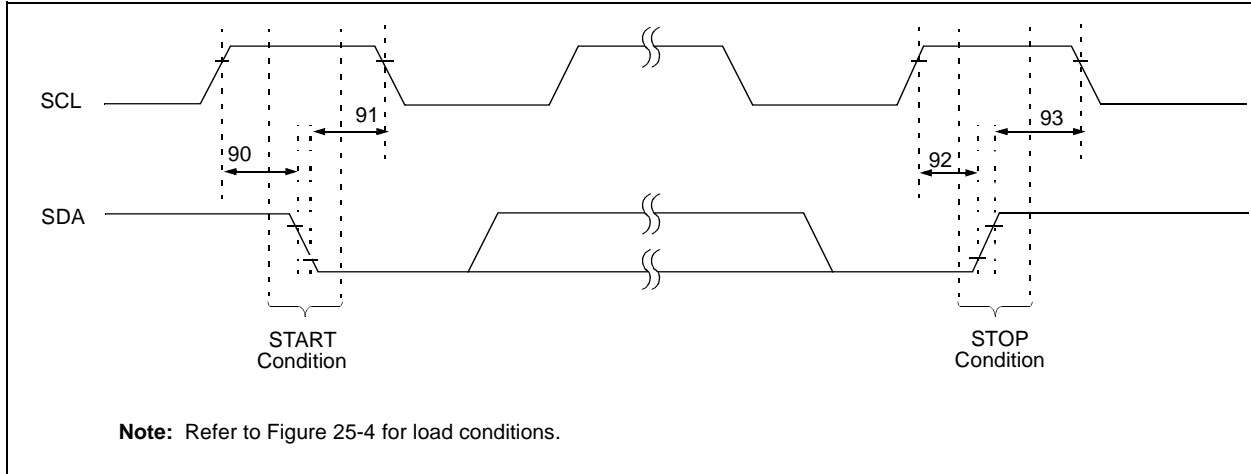 SCL
91
93
90
92
SDA
START
Condition
STOP
Condition
Note: Refer to Figure 25-4 for load conditions.